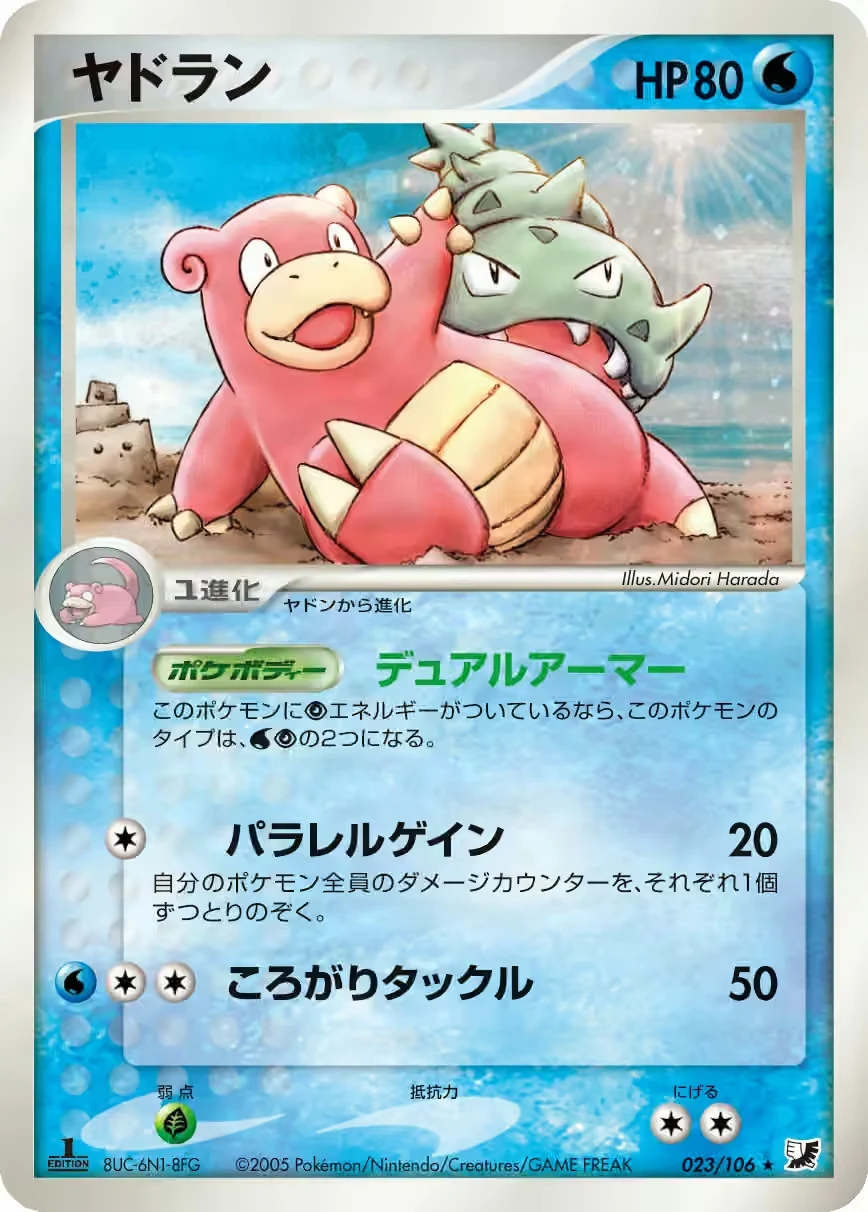 ヤドラン HP80
Illus.Midori Harada
1進化
ヤドンから進化
ポケボディー デュアルアーマー
このポケモンにエネルギーがついているなら、このポケモンの
タイプは、の2つになる。
パラレルゲイン 20
自分のポケモン全員のダメージカウンターを、それぞれ1個
ずつとりのぞく。
ころがりタックル 50
弱点 抵抗力 にげる
1 EDITION 8UC-6N1-8FG ©2005 Pokémon/Nintendo/Creatures/GAME FREAK 023/106 ★